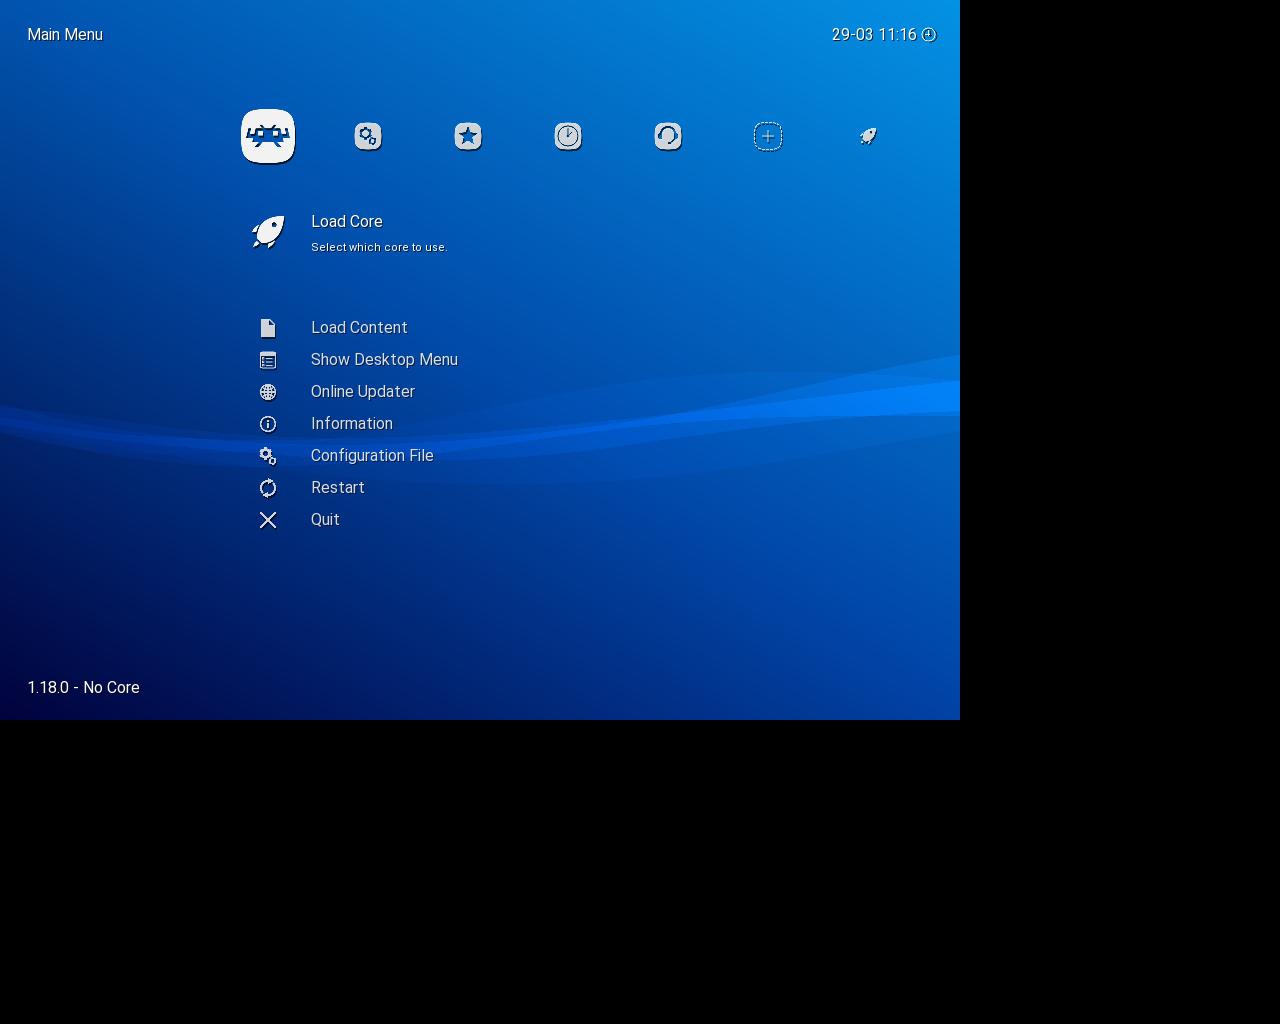 Main Menu
29-03 11:16
Load Core
Select which core to use.
Load Content
Show Desktop Menu
Online Updater
Information
Configuration File
Restart
Quit
1.18.0 - No Core